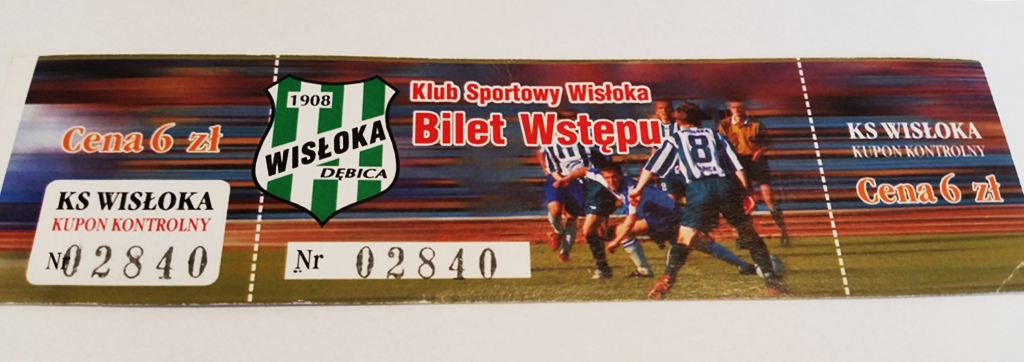 Cena 6 zł
KS WISŁOKA
KUPON KONTROLNY
Nr 02840
1908
WISŁOKA
DĘBICA
Klub Sportowy Wisłoka
Bilet Wstępu
Nr 02840
8
KS WISŁOKA
KUPON KONTROLNY
Cena 6 zł